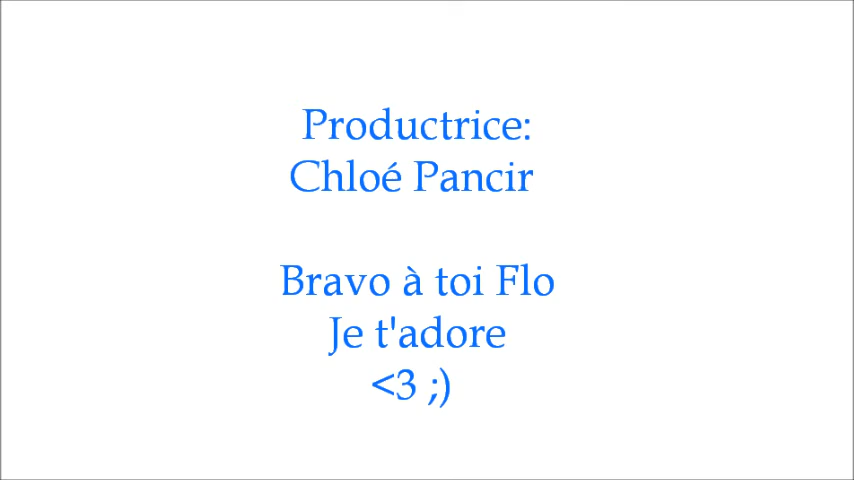 Productrice:
Chloé Pancir
Bravo à toi Flo
Je t'adore
<3 ;)